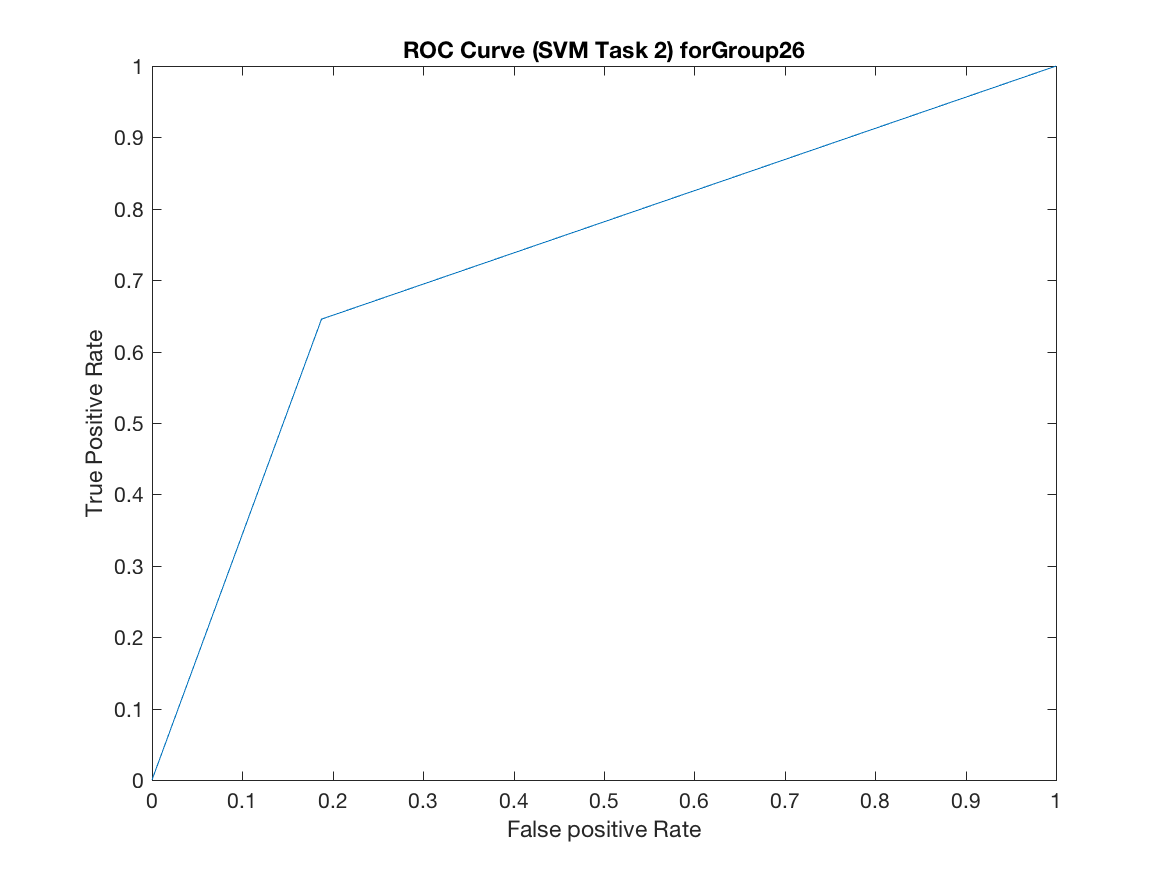 ROC Curve (SVM Task 2) forGroup26
1
0.9
0.8
0.7
0.6
0.5
0.4
0.3
0.2
0.1
0
True Positive Rate
0 0.1 0.2 0.3 0.4 0.5 0.6 0.7 0.8 0.9 1
False positive Rate